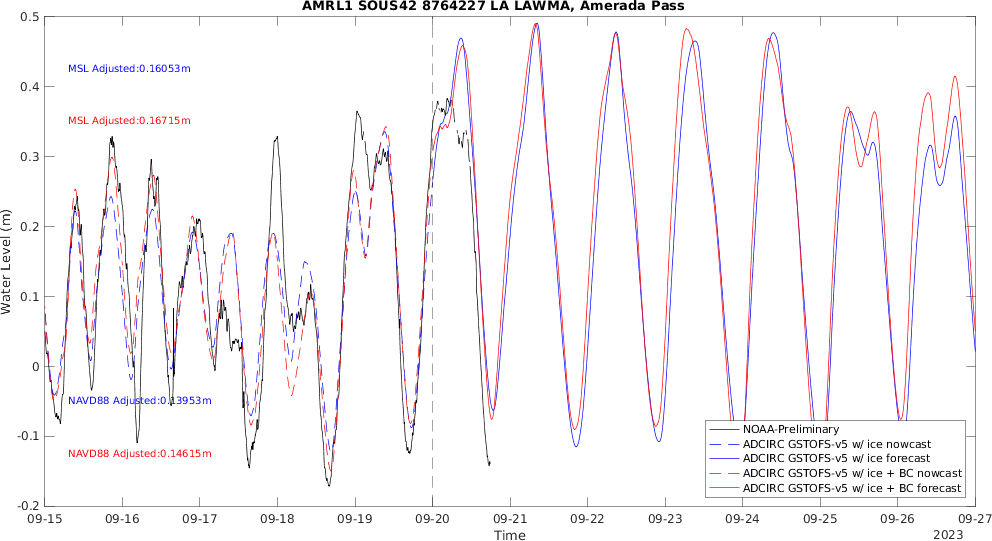 AMRL1 SOUS42 8764227 LA LAWMA, Amerada Pass
0.5
0.4
0.3
0.2
0.1
0
-0.1
-0.2
Water Level (m)
MSL Adjusted:0.16053m
MSL Adjusted:0.16715m
NAVD88 Adjusted:0.13953m
NAVD88 Adjusted:0.14615m
NOAA-Preliminary
ADCIRC GSTOFS-v5 w/ ice nowcast
ADCIRC GSTOFS-v5 w/ ice forecast
ADCIRC GSTOFS-v5 w/ ice + BC nowcast
ADCIRC GSTOFS-v5 w/ ice + BC forecast
09-15 09-16 09-17 09-18 09-19 09-20 09-21 09-22 09-23 09-24 09-25 09-26 09-27
Time
2023